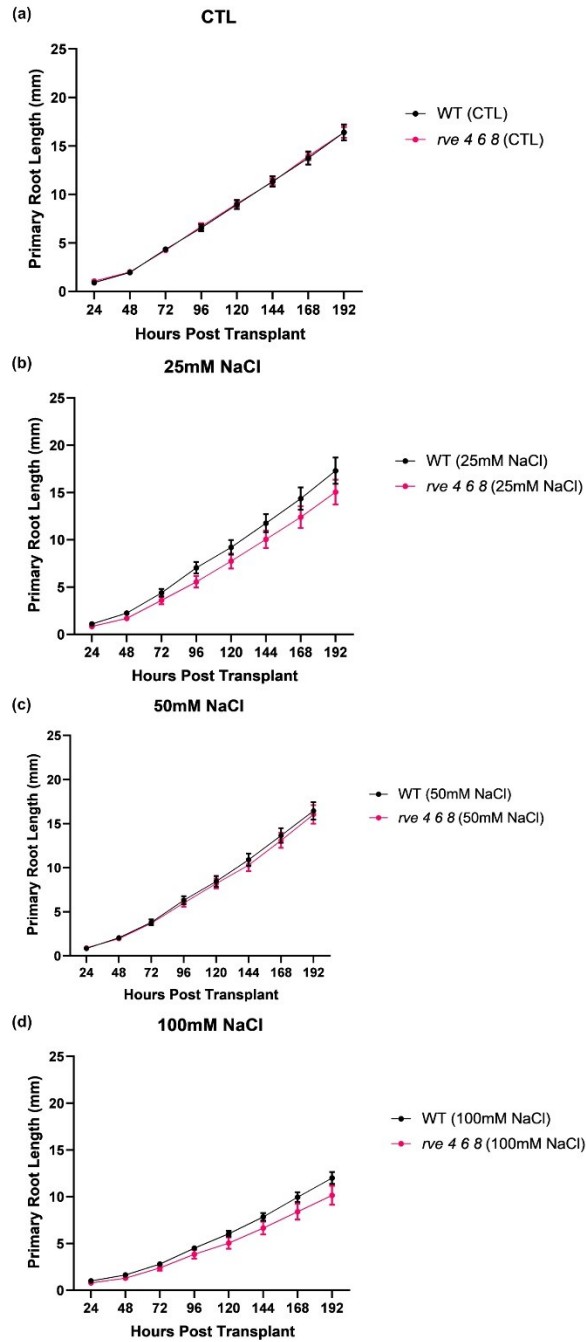 (a)
CTL
Primary Root Length (mm)
25
20
15
10
5
0
24 48 72 96 120 144 168 192
Hours Post Transplant
WT (CTL)
rve 4 6 8 (CTL)
(b)
25mM NaCl
Primary Root Length (mm)
25
20
15
10
5
0
24 48 72 96 120 144 168 192
Hours Post Transplant
WT (25mM NaCl)
rve 4 6 8 (25mM NaCl)
(c)
50mM NaCl
Primary Root Length (mm)
25
20
15
10
5
0
24 48 72 96 120 144 168 192
Hours Post Transplant
WT (50mM NaCl)
rve 4 6 8 (50mM NaCl)
(d)
100mM NaCl
Primary Root Length (mm)
25
20
15
10
5
0
24 48 72 96 120 144 168 192
Hours Post Transplant
WT (100mM NaCl)
rve 4 6 8 (100mM NaCl)